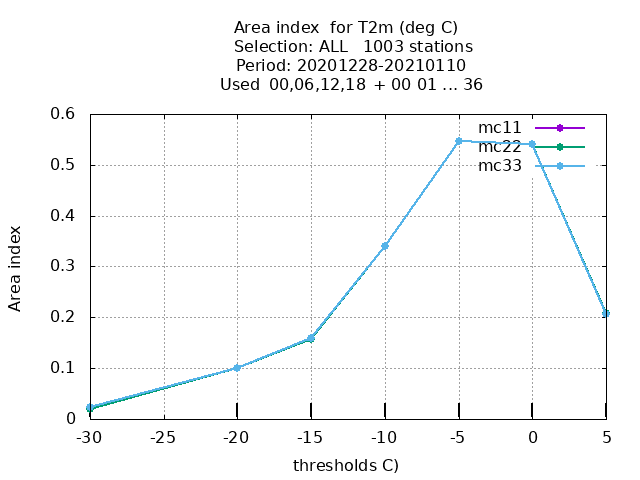 Area index  for T2m (deg C)
Selection: ALL   1003 stations
Period: 20201228-20210110
Used  00,06,12,18  + 00 01 ... 36
0.6
mc11
mc22
0.5
mc33
0.4
0.3
Area index
0.2
0.1
0
-30 -25 -20 -15 -10 -5 0 5
thresholds C)